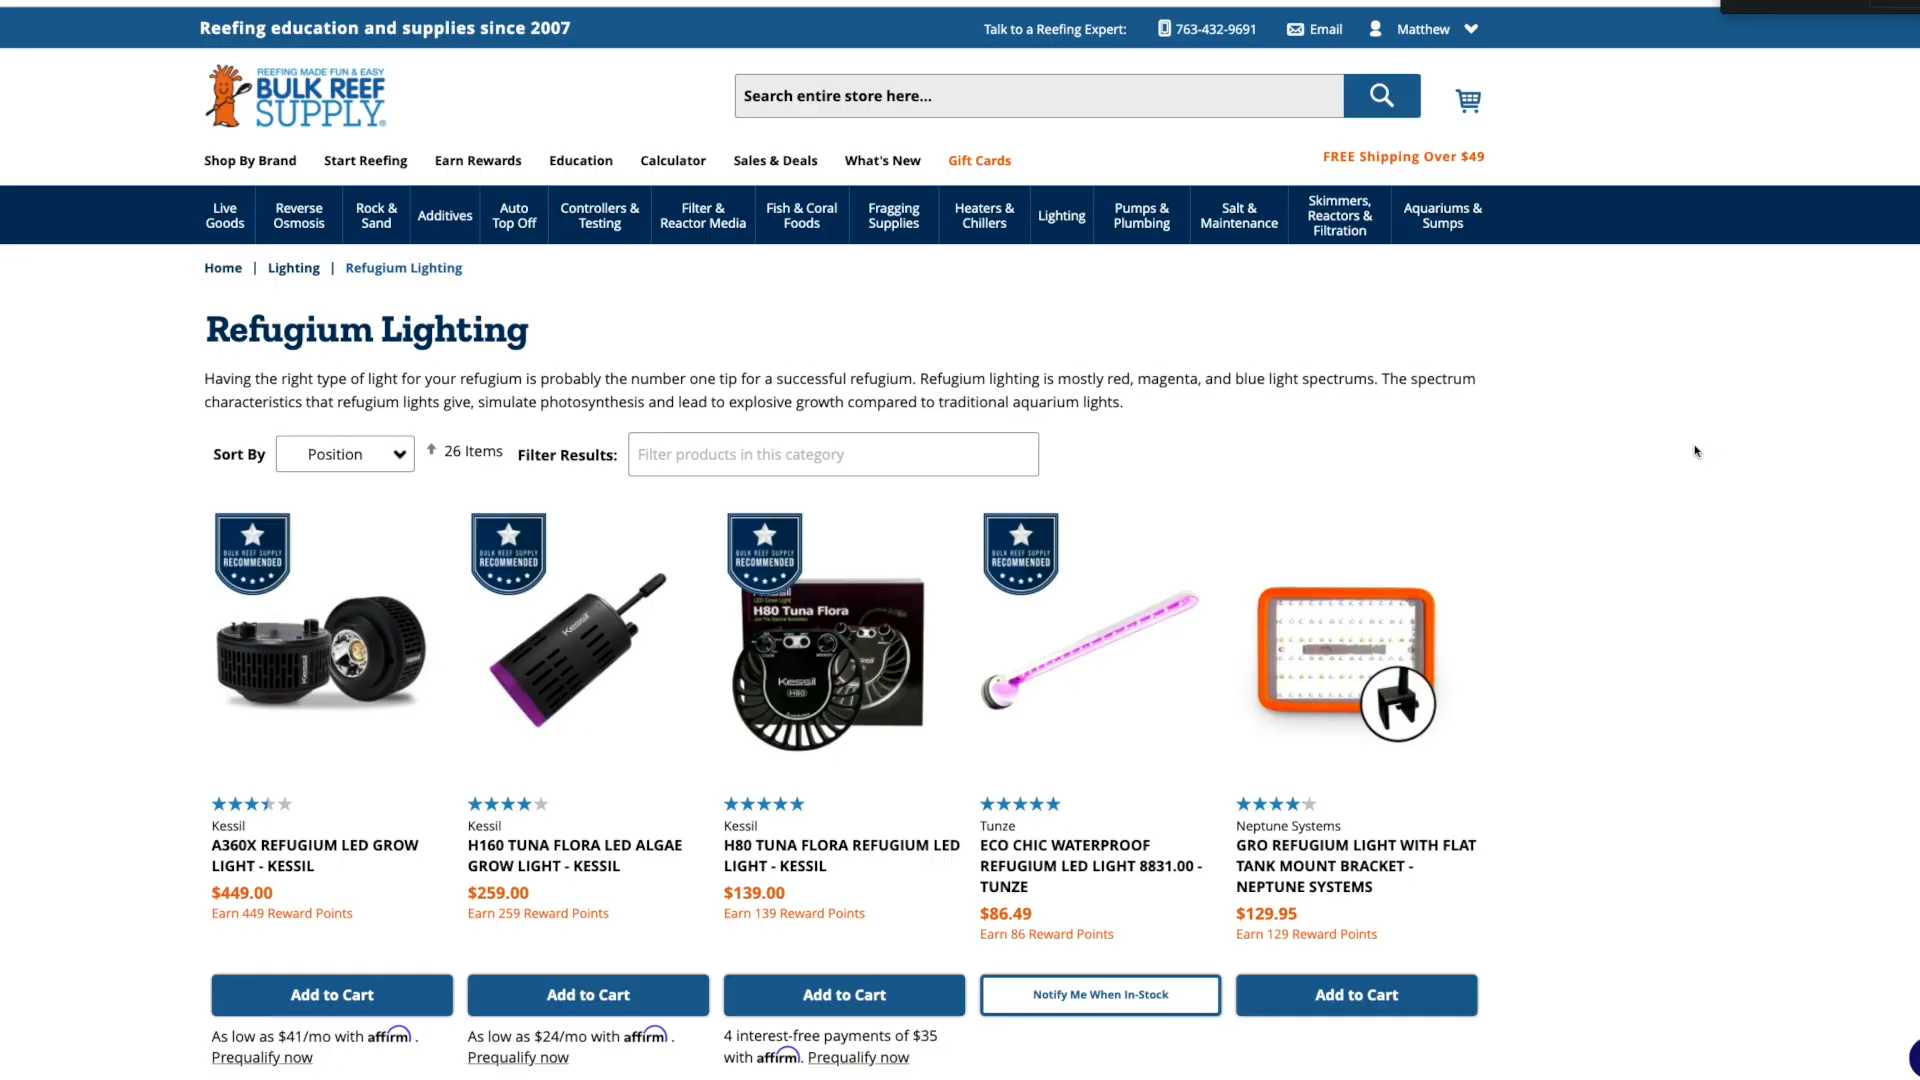 Reefing education and supplies since 2007
Talk to a Reefing Expert: 763-432-9691 Email Matthew
REEFING MADE FUN & EASY
BULK REEF
SUPPLY
Search entire store here...
Shop By Brand Start Reefing Earn Rewards Education Calculator Sales & Deals What's New Gift Cards
FREE Shipping Over $49
Live Goods
Reverse Osmosis
Rock & Sand
Additives
Auto Top Off
Controllers & Testing
Filter & Reactor Media
Fish & Coral Foods
Fragging Supplies
Heaters & Chillers
Lighting
Pumps & Plumbing
Salt & Maintenance
Skimmers, Reactors & Filtration
Aquariums & Sumps
Home | Lighting | Refugium Lighting
Refugium Lighting
Having the right type of light for your refugium is probably the number one tip for a successful refugium. Refugium lighting is mostly red, magenta, and blue light spectrums. The spectrum
characteristics that refugium lights give, simulate photosynthesis and lead to explosive growth compared to traditional aquarium lights.
Sort By Position 26 Items Filter Results: Filter products in this category
BULK REEF SUPPLY
RECOMMENDED
BULK REEF SUPPLY
RECOMMENDED
Kessil
BULK REEF SUPPLY
RECOMMENDED
LED Grow Light
H80 Tuna Flora
Kessil
H80
BULK REEF SUPPLY
RECOMMENDED
Kessil
A360X REFUGIUM LED GROW
LIGHT - KESSIL
$449.00
Earn 449 Reward Points
Add to Cart
As low as $41/mo with affirm.
Prequalify now
Kessil
H160 TUNA FLORA LED ALGAE
GROW LIGHT - KESSIL
$259.00
Earn 259 Reward Points
Add to Cart
As low as $24/mo with affirm.
Prequalify now
Kessil
H80 TUNA FLORA REFUGIUM LED
LIGHT - KESSIL
$139.00
Earn 139 Reward Points
Add to Cart
4 interest-free payments of $35
with affirm. Prequalify now
Tunze
ECO CHIC WATERPROOF
REFUGIUM LED LIGHT 8831.00 -
TUNZE
$86.49
Earn 86 Reward Points
Notify Me When In-Stock
Neptune Systems
GRO REFUGIUM LIGHT WITH FLAT
TANK MOUNT BRACKET -
NEPTUNE SYSTEMS
$129.95
Earn 129 Reward Points
Add to Cart